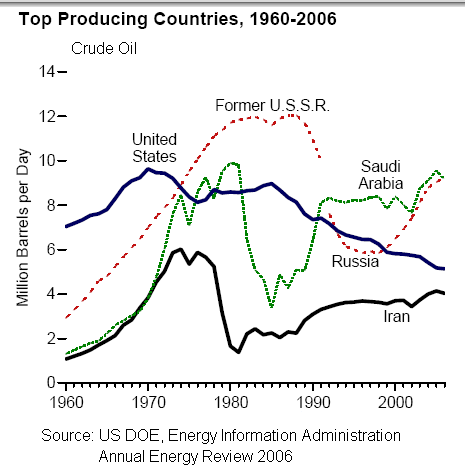 Top Producing Countries, 1960-2006
Crude Oil
14
12
10
8
6
4
2
0
Million Barrels per Day
Former U.S.S.R.
United
States
Saudi
Arabia
Russia
Iran
1960 1970 1980 1990 2000
Source: US DOE, Energy Information Administration
Annual Energy Review 2006